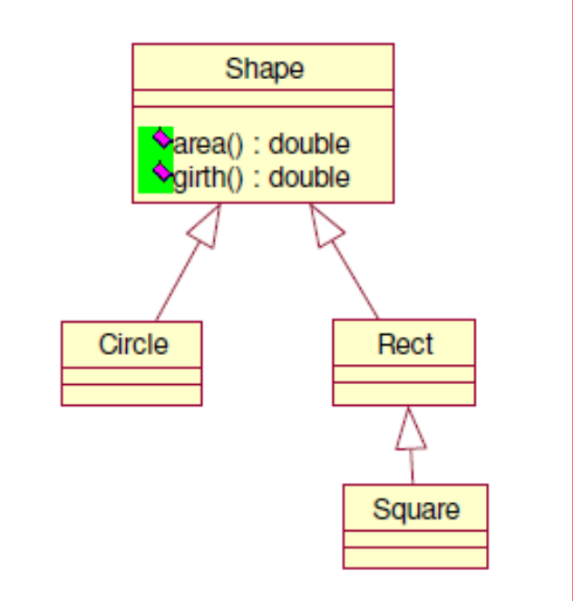 Shape
area() : double
girth() : double
Circle
Rect
Square